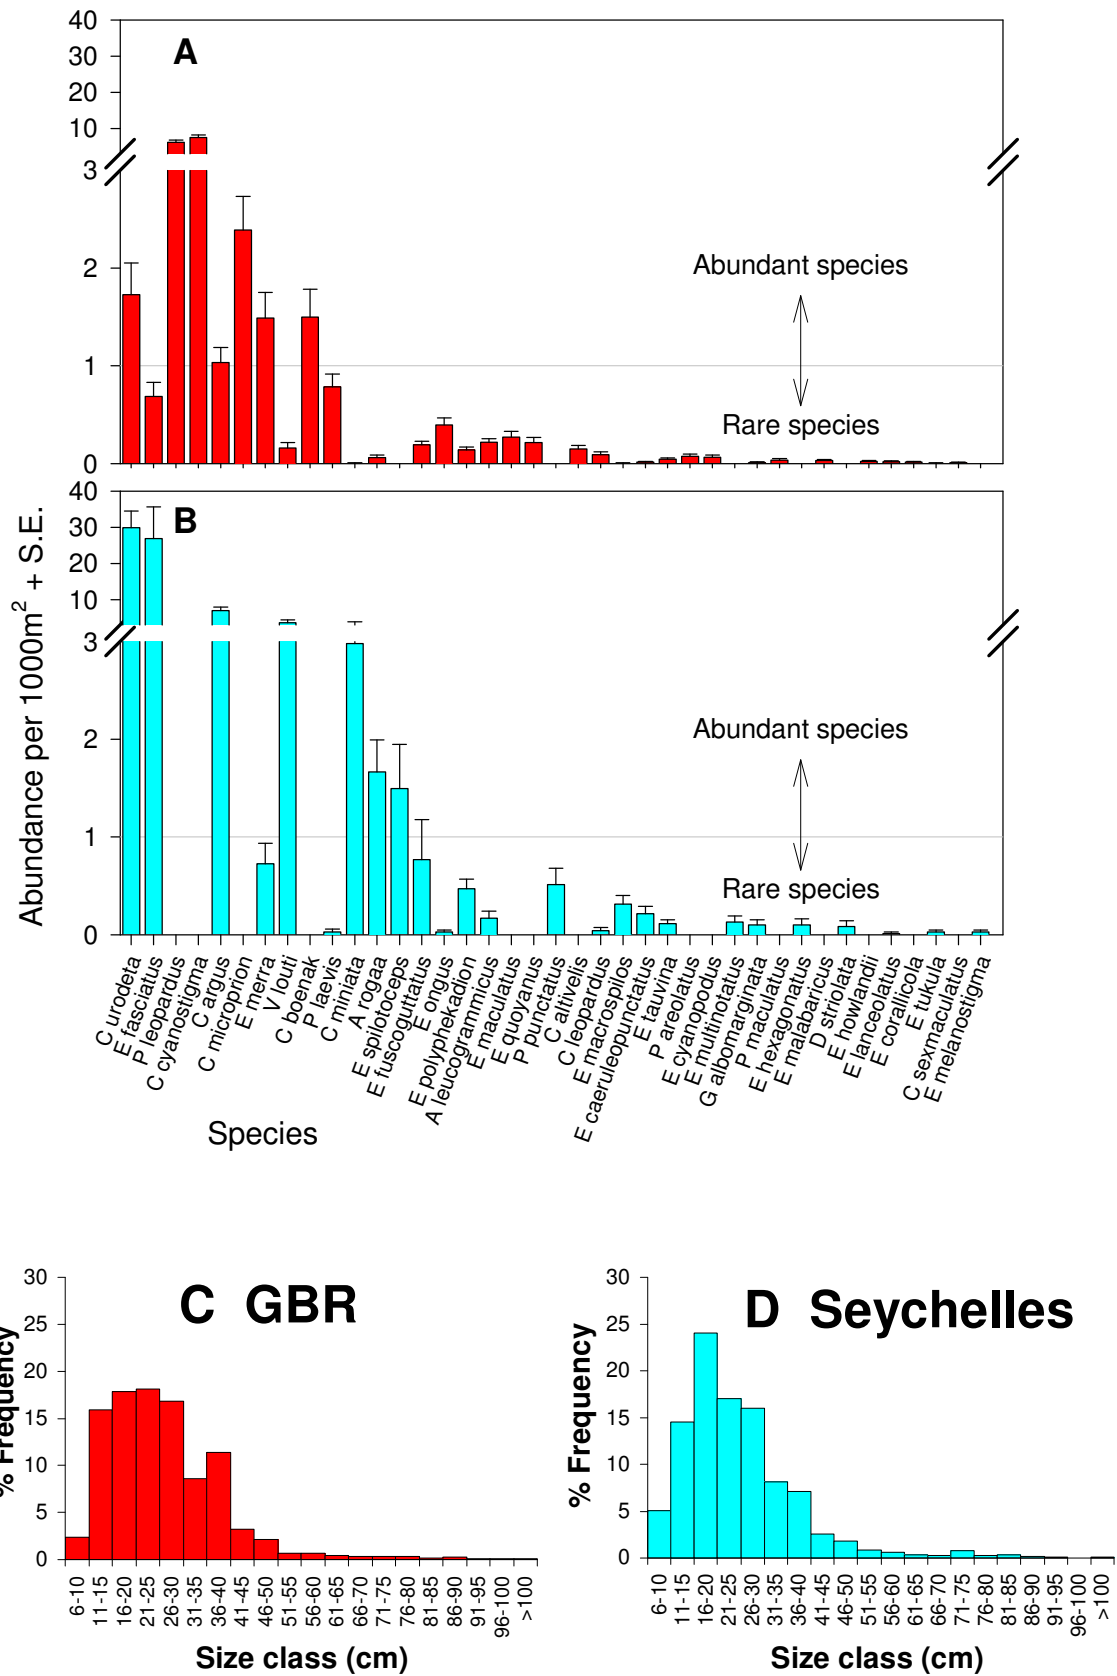 40
30
20
10
3
2
1
0
A
Abundant species
Rare species
40
30
20
10
3
2
1
0
B
Abundant species
Rare species
Abundance per 1000m² + S.E.
C urodeta
E fasciatus
P leopardus
C cyanostigma
C argus
C microprion
E merra
V louti
C boenak
P laevis
C miniata
A rogaa
E spilotoceps
E fuscoguttatus
E ongus
E polyphekadion
A leucogrammicus
E maculatus
E quoyanus
P punctatus
C altivelis
C leopardus
E macrospilos
E caeruleopunctatus
E tauvina
P areolatus
E cyanopodus
E multinotatus
G albomarginata
P maculatus
E hexagonatus
E malabaricus
D striolata
E howlandii
E lanceolatus
E corallicola
E tukula
C sexmaculatus
E melanostigma
Species
C GBR
30
25
20
15
10
5
0
% Frequency
6-10
11-15
16-20
21-25
26-30
31-35
36-40
41-45
46-50
51-55
56-60
61-65
66-70
71-75
76-80
81-85
86-90
91-95
96-100
>100
Size class (cm)
D Seychelles
30
25
20
15
10
5
0
% Frequency
6-10
11-15
16-20
21-25
26-30
31-35
36-40
41-45
46-50
51-55
56-60
61-65
66-70
71-75
76-80
81-85
86-90
91-95
96-100
>100
Size class (cm)